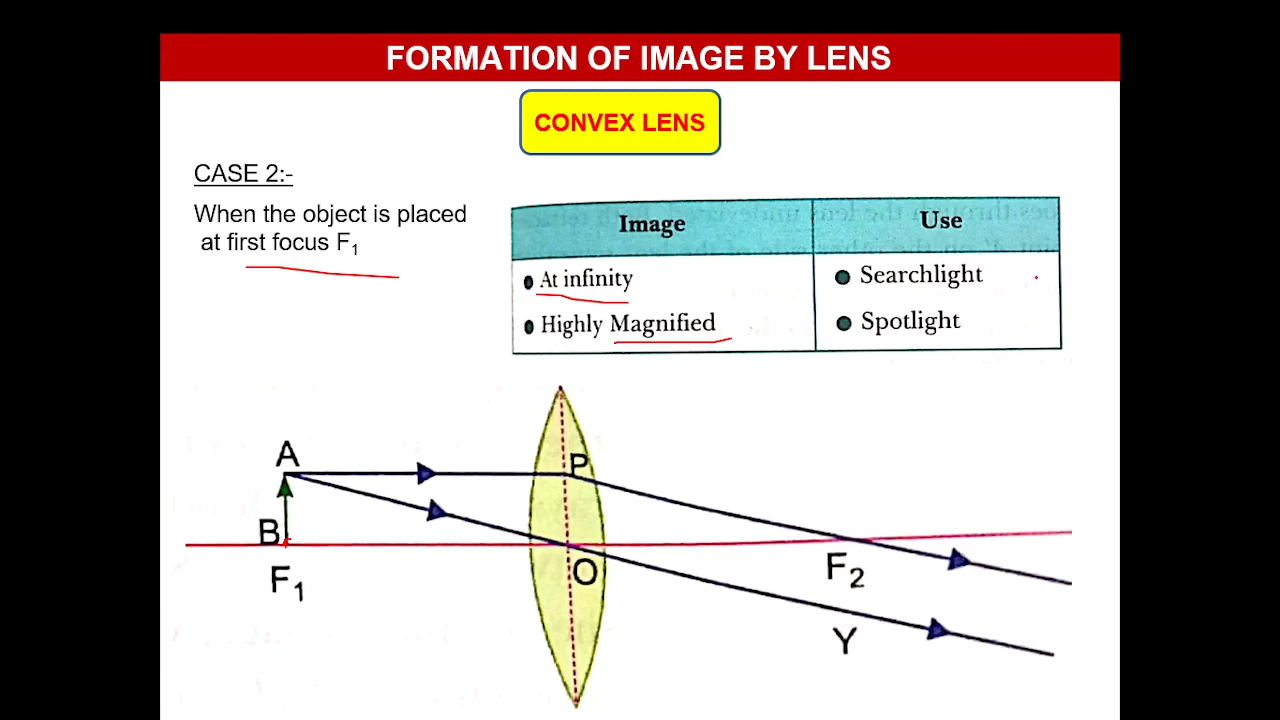 FORMATION OF IMAGE BY LENS
CONVEX LENS
CASE 2:-
When the object is placed
at first focus F₁
Image
Use
● At infinity
● Searchlight
● Highly Magnified
● Spotlight
A
P
B
F₁
O
F₂
Y